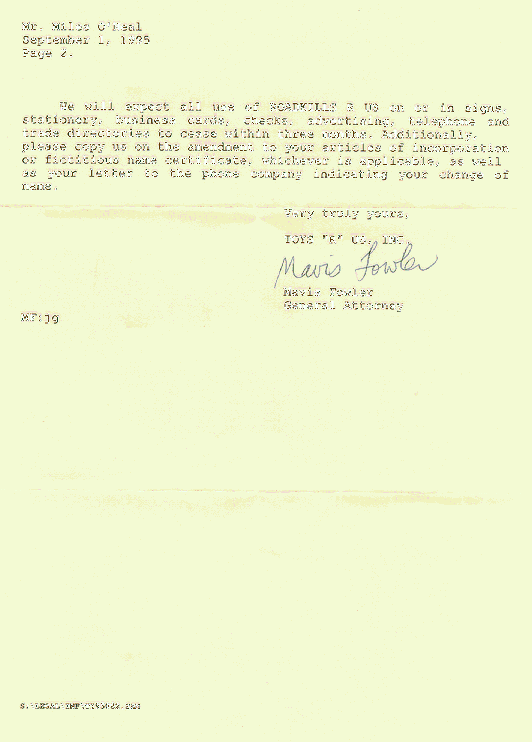 Mr. Miles O'Neal
September 1, 1995
Page 2.
We will expect all use of ROADKILLS R US on or in signs,
stationery, business cards, checks, advertising, telephone and
trade directories to cease within three months. Additionally,
please copy us on the amendment to your articles of incorporation
or ficticious name certificate, whichever is applicable, as well
as your letter to the phone company indicating your change of
name.
Very truly yours,
TOYS "R" US, INC.
Mavis Fowler
Mavis Fowler
General Attorney
MF:jg